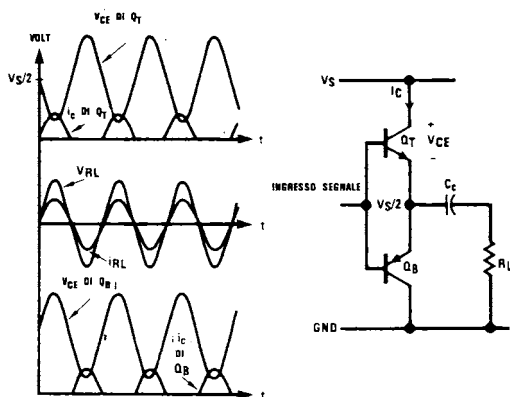 VCE DI QT
VOLT
VS/2
iC DI QT
t
VRL
t
iRL
VCE DI QB
iC
DI
QB
t
VS
iC
QT
+
VCE
-
INGRESSO SEGNALE
VS/2
CC
RL
QB
GND